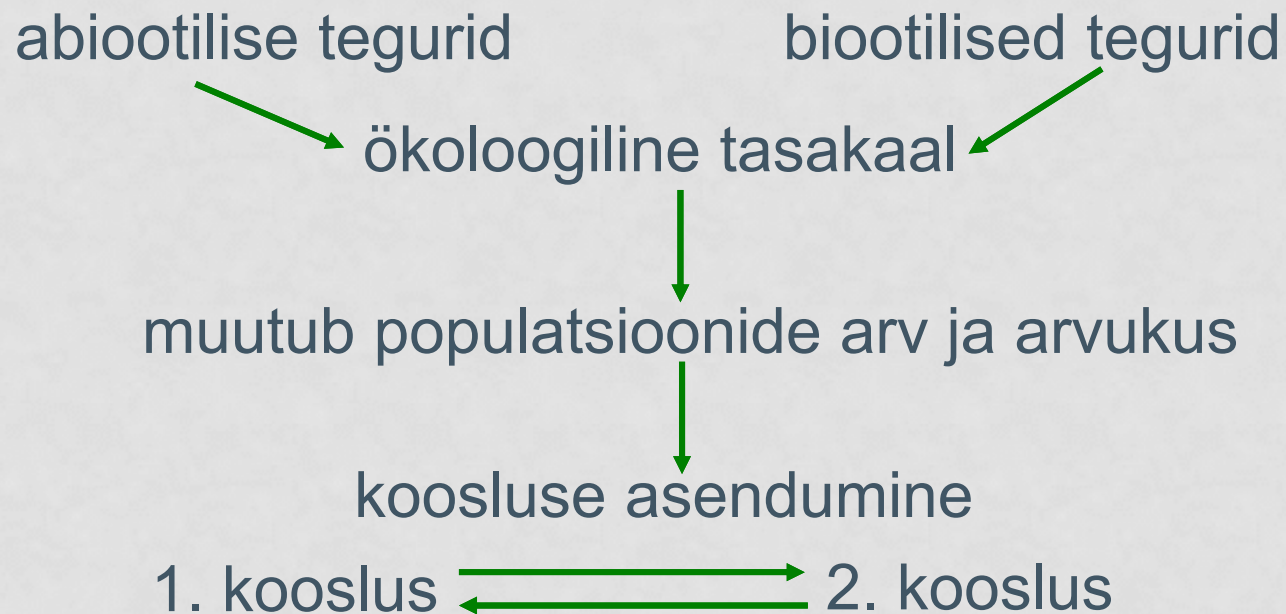 abiootilise tegurid biootilised tegurid
ökoloogiline tasakaal
muutub populatsioonide arv ja arvukus
koosluse asendumine
1. kooslus 2. kooslus